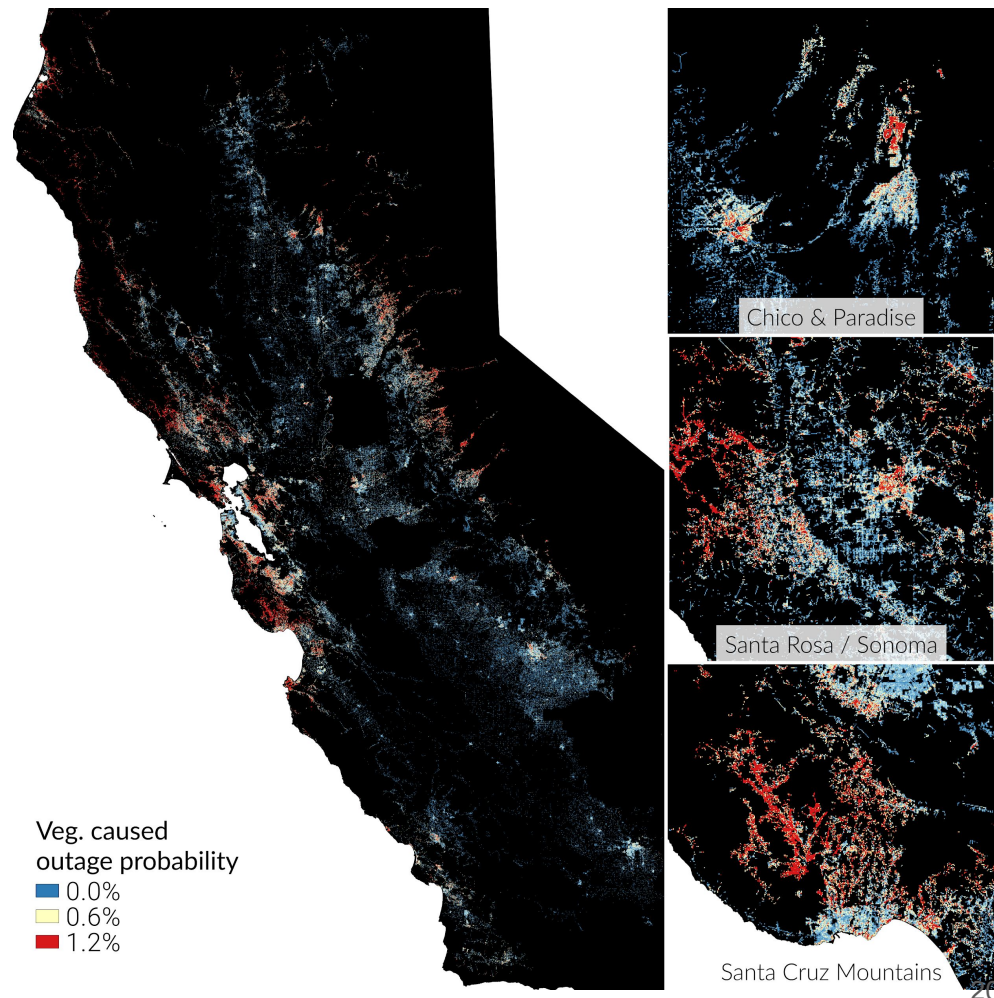 Chico & Paradise
Santa Rosa / Sonoma
Veg. caused
outage probability
0.0%
0.6%
1.2%
Santa Cruz Mountains